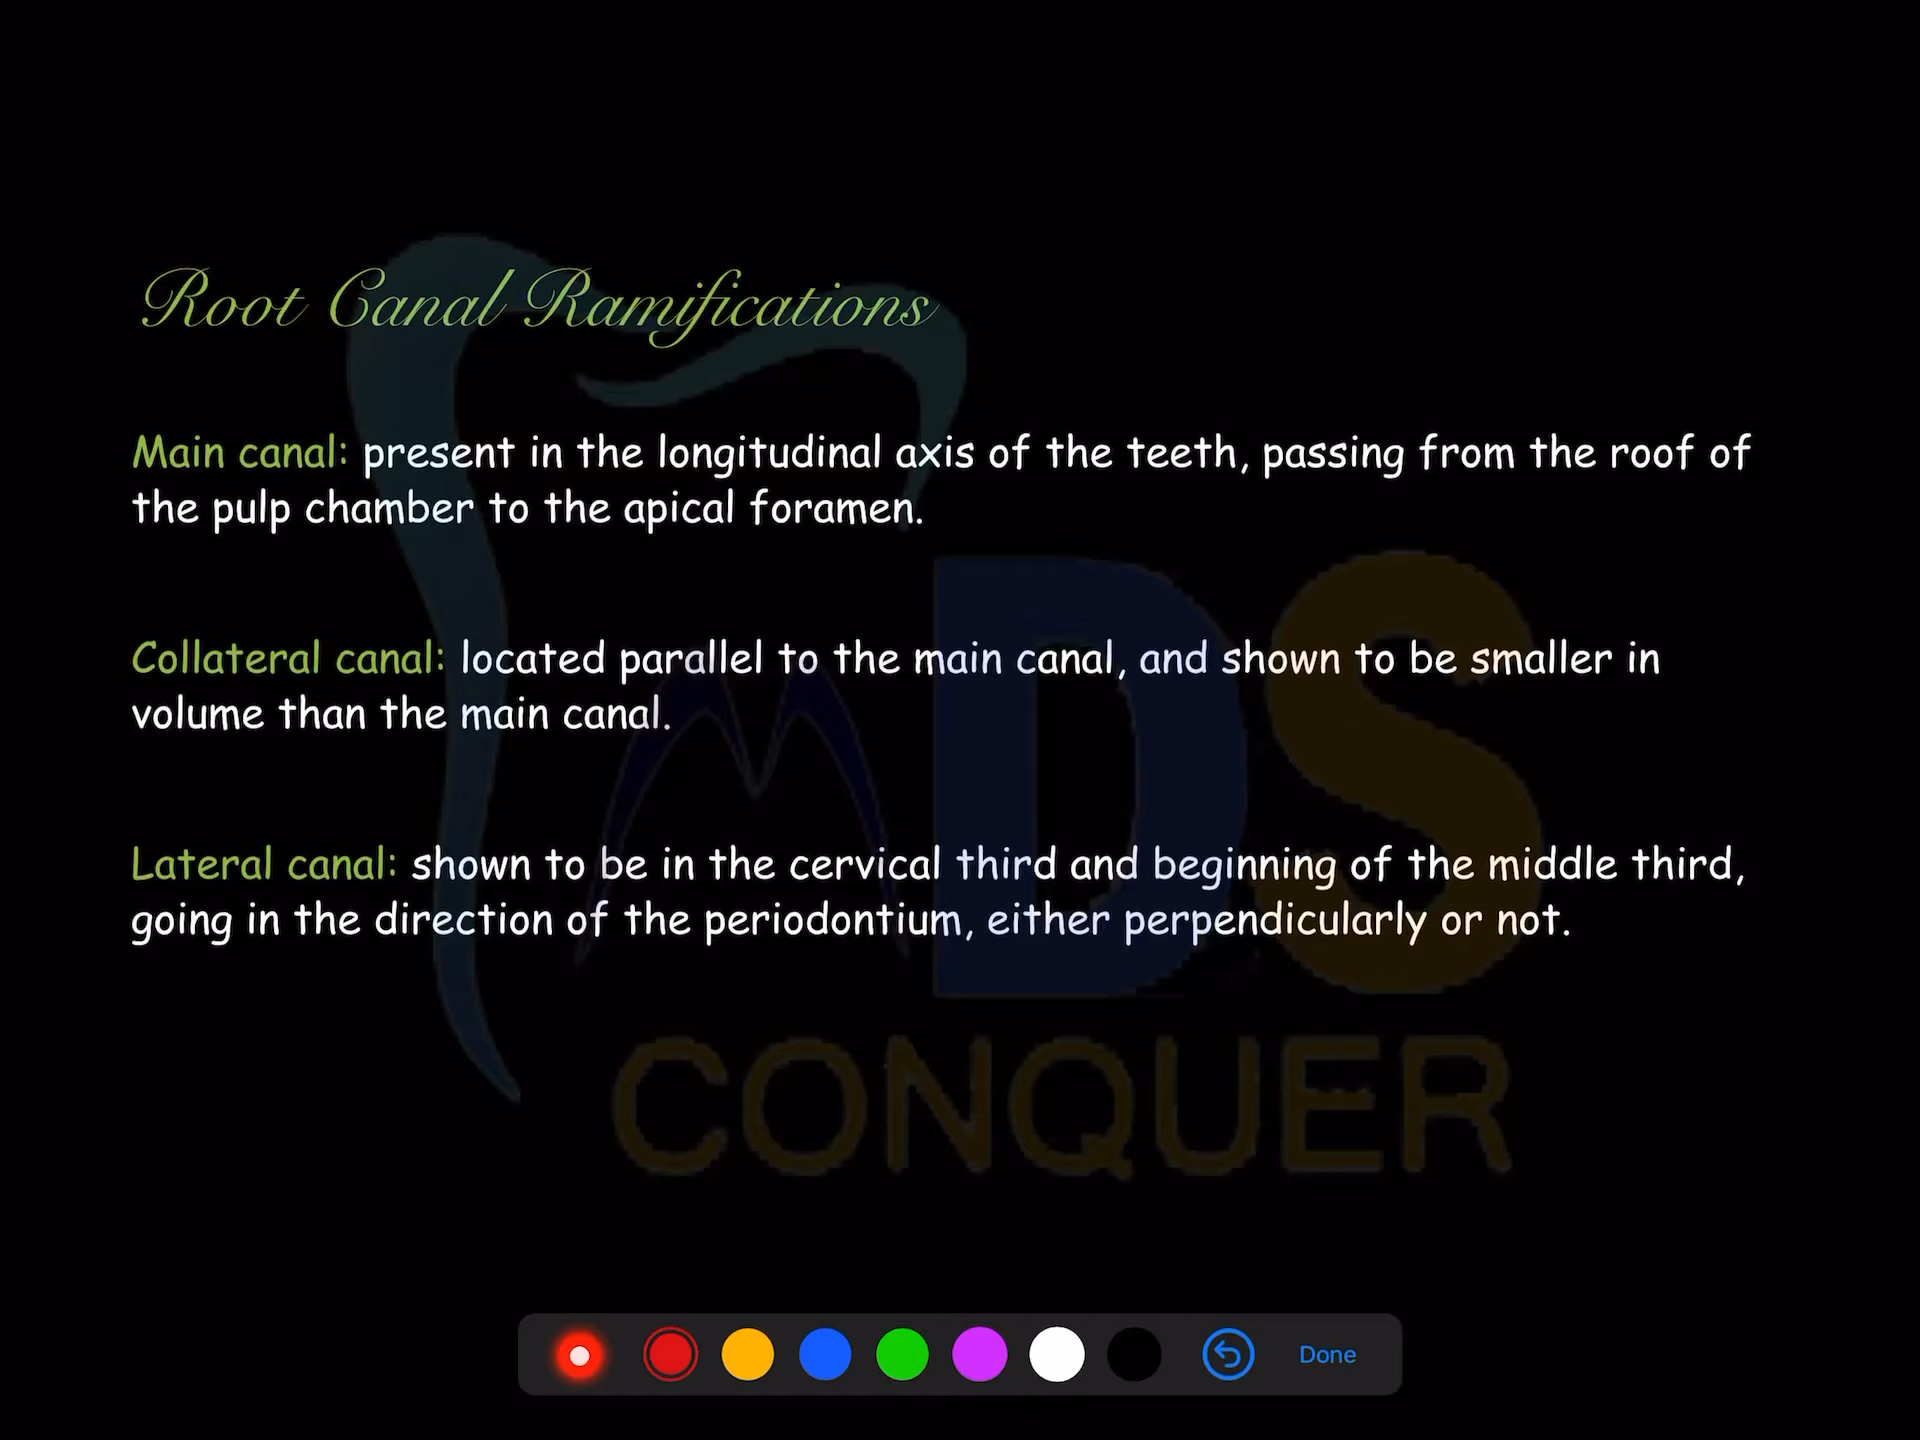 Root Canal Ramifications
Main canal: present in the longitudinal axis of the teeth, passing from the roof of
the pulp chamber to the apical foramen.
Collateral canal: located parallel to the main canal, and shown to be smaller in
volume than the main canal.
Lateral canal: shown to be in the cervical third and beginning of the middle third,
going in the direction of the periodontium, either perpendicularly or not.
MDS
CONQUER
Done